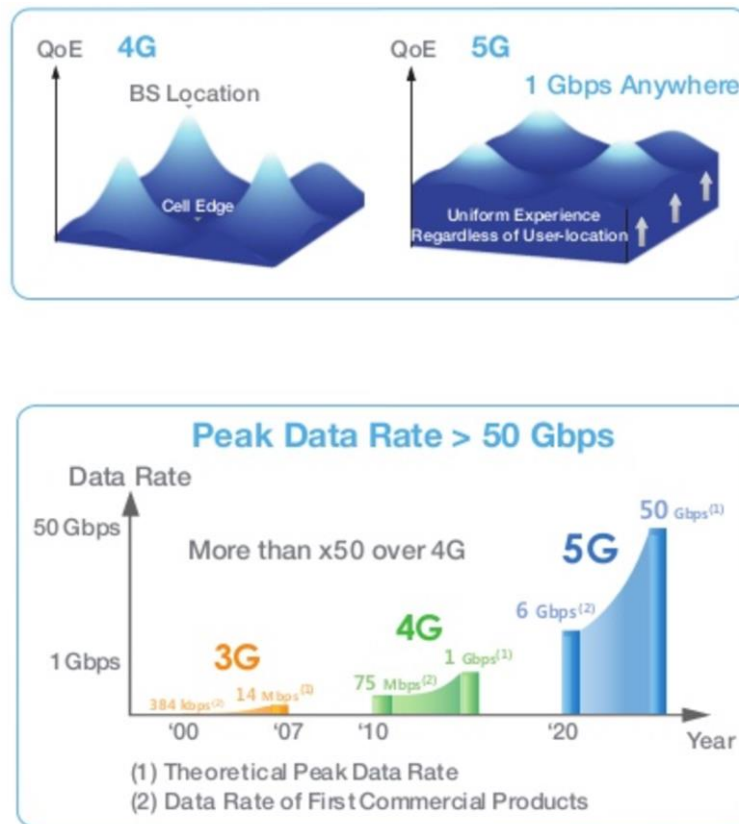 QoE 4G
BS Location
Cell Edge
QoE 5G
1 Gbps Anywhere
Uniform Experience
Regardless of User-location
Peak Data Rate > 50 Gbps
Data Rate
50 Gbps
1 Gbps
More than x50 over 4G
3G
384 kbps(2)
14 Mbps(1)
4G
75 Mbps(2)
1 Gbps(1)
5G
6 Gbps(2)
50 Gbps(1)
'00
'07
'10
'20
Year
(1) Theoretical Peak Data Rate
(2) Data Rate of First Commercial Products